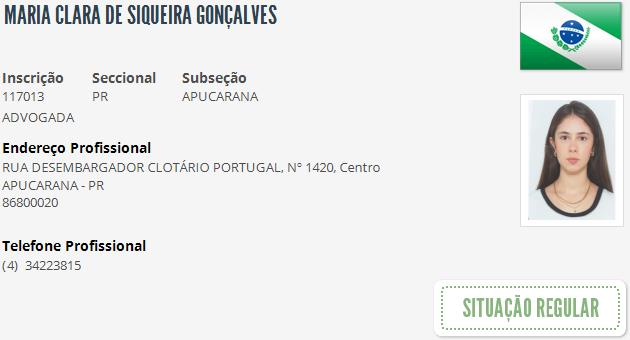 MARIA CLARA DE SIQUEIRA GONÇALVES
Inscrição Seccional Subseção
117013 PR APUCARANA
ADVOGADA
Endereço Profissional
RUA DESEMBARGADOR CLOTÁRIO PORTUGAL, Nº 1420, Centro
APUCARANA - PR
86800020
Telefone Profissional
(4) 34223815
SITUAÇÃO REGULAR